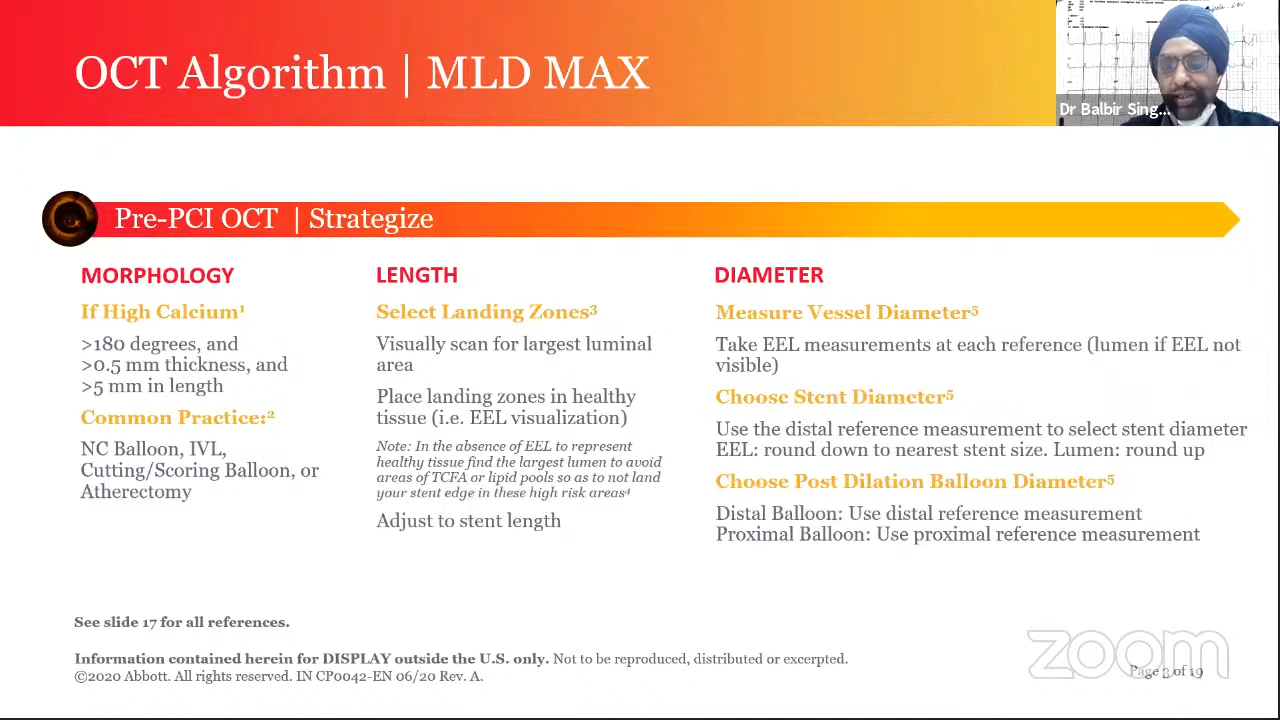 OCT Algorithm | MLD MAX
Dr Balbir Sing...
Pre-PCI OCT | Strategize
MORPHOLOGY
If High Calcium¹
>180 degrees, and
>0.5 mm thickness, and
>5 mm in length
Common Practice:²
NC Balloon, IVL,
Cutting/Scoring Balloon, or
Atherectomy
LENGTH
Select Landing Zones³
Visually scan for largest luminal
area
Place landing zones in healthy
tissue (i.e. EEL visualization)
Note: In the absence of EEL to represent
healthy tissue find the largest lumen to avoid
areas of TCFA or lipid pools so as to not land
your stent edge in these high risk areas⁴
Adjust to stent length
DIAMETER
Measure Vessel Diameter⁵
Take EEL measurements at each reference (lumen if EEL not
visible)
Choose Stent Diameter⁵
Use the distal reference measurement to select stent diameter
EEL: round down to nearest stent size. Lumen: round up
Choose Post Dilation Balloon Diameter⁵
Distal Balloon: Use distal reference measurement
Proximal Balloon: Use proximal reference measurement
See slide 17 for all references.
Information contained herein for DISPLAY outside the U.S. only. Not to be reproduced, distributed or excerpted.
©2020 Abbott. All rights reserved. IN CP0042-EN 06/20 Rev. A.
zoom
Page 3 of 19